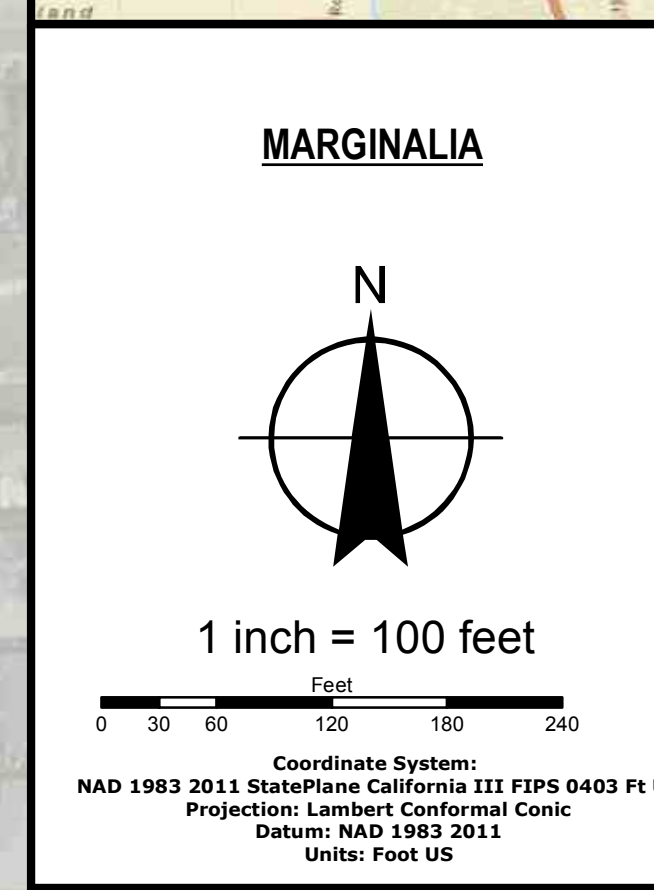 land
MARGINALIA
N
1 inch = 100 feet
Feet
0 30 60 120 180 240
Coordinate System:
NAD 1983 2011 StatePlane California III FIPS 0403 Ft
Projection: Lambert Conformal Conic
Datum: NAD 1983 2011
Units: Foot US